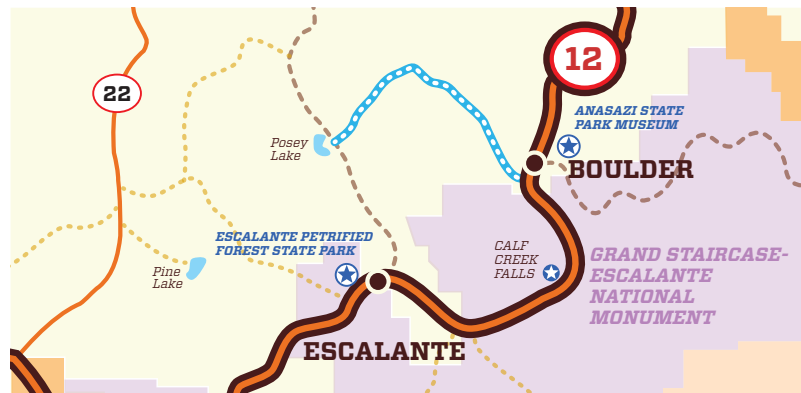 12
22
ANASAZI STATE
PARK MUSEUM
Posey
Lake
BOULDER
ESCALANTE PETRIFIED
FOREST STATE PARK
CALF
CREEK
FALLS
GRAND STAIRCASE-
ESCALANTE
NATIONAL
MONUMENT
Pine
Lake
ESCALANTE